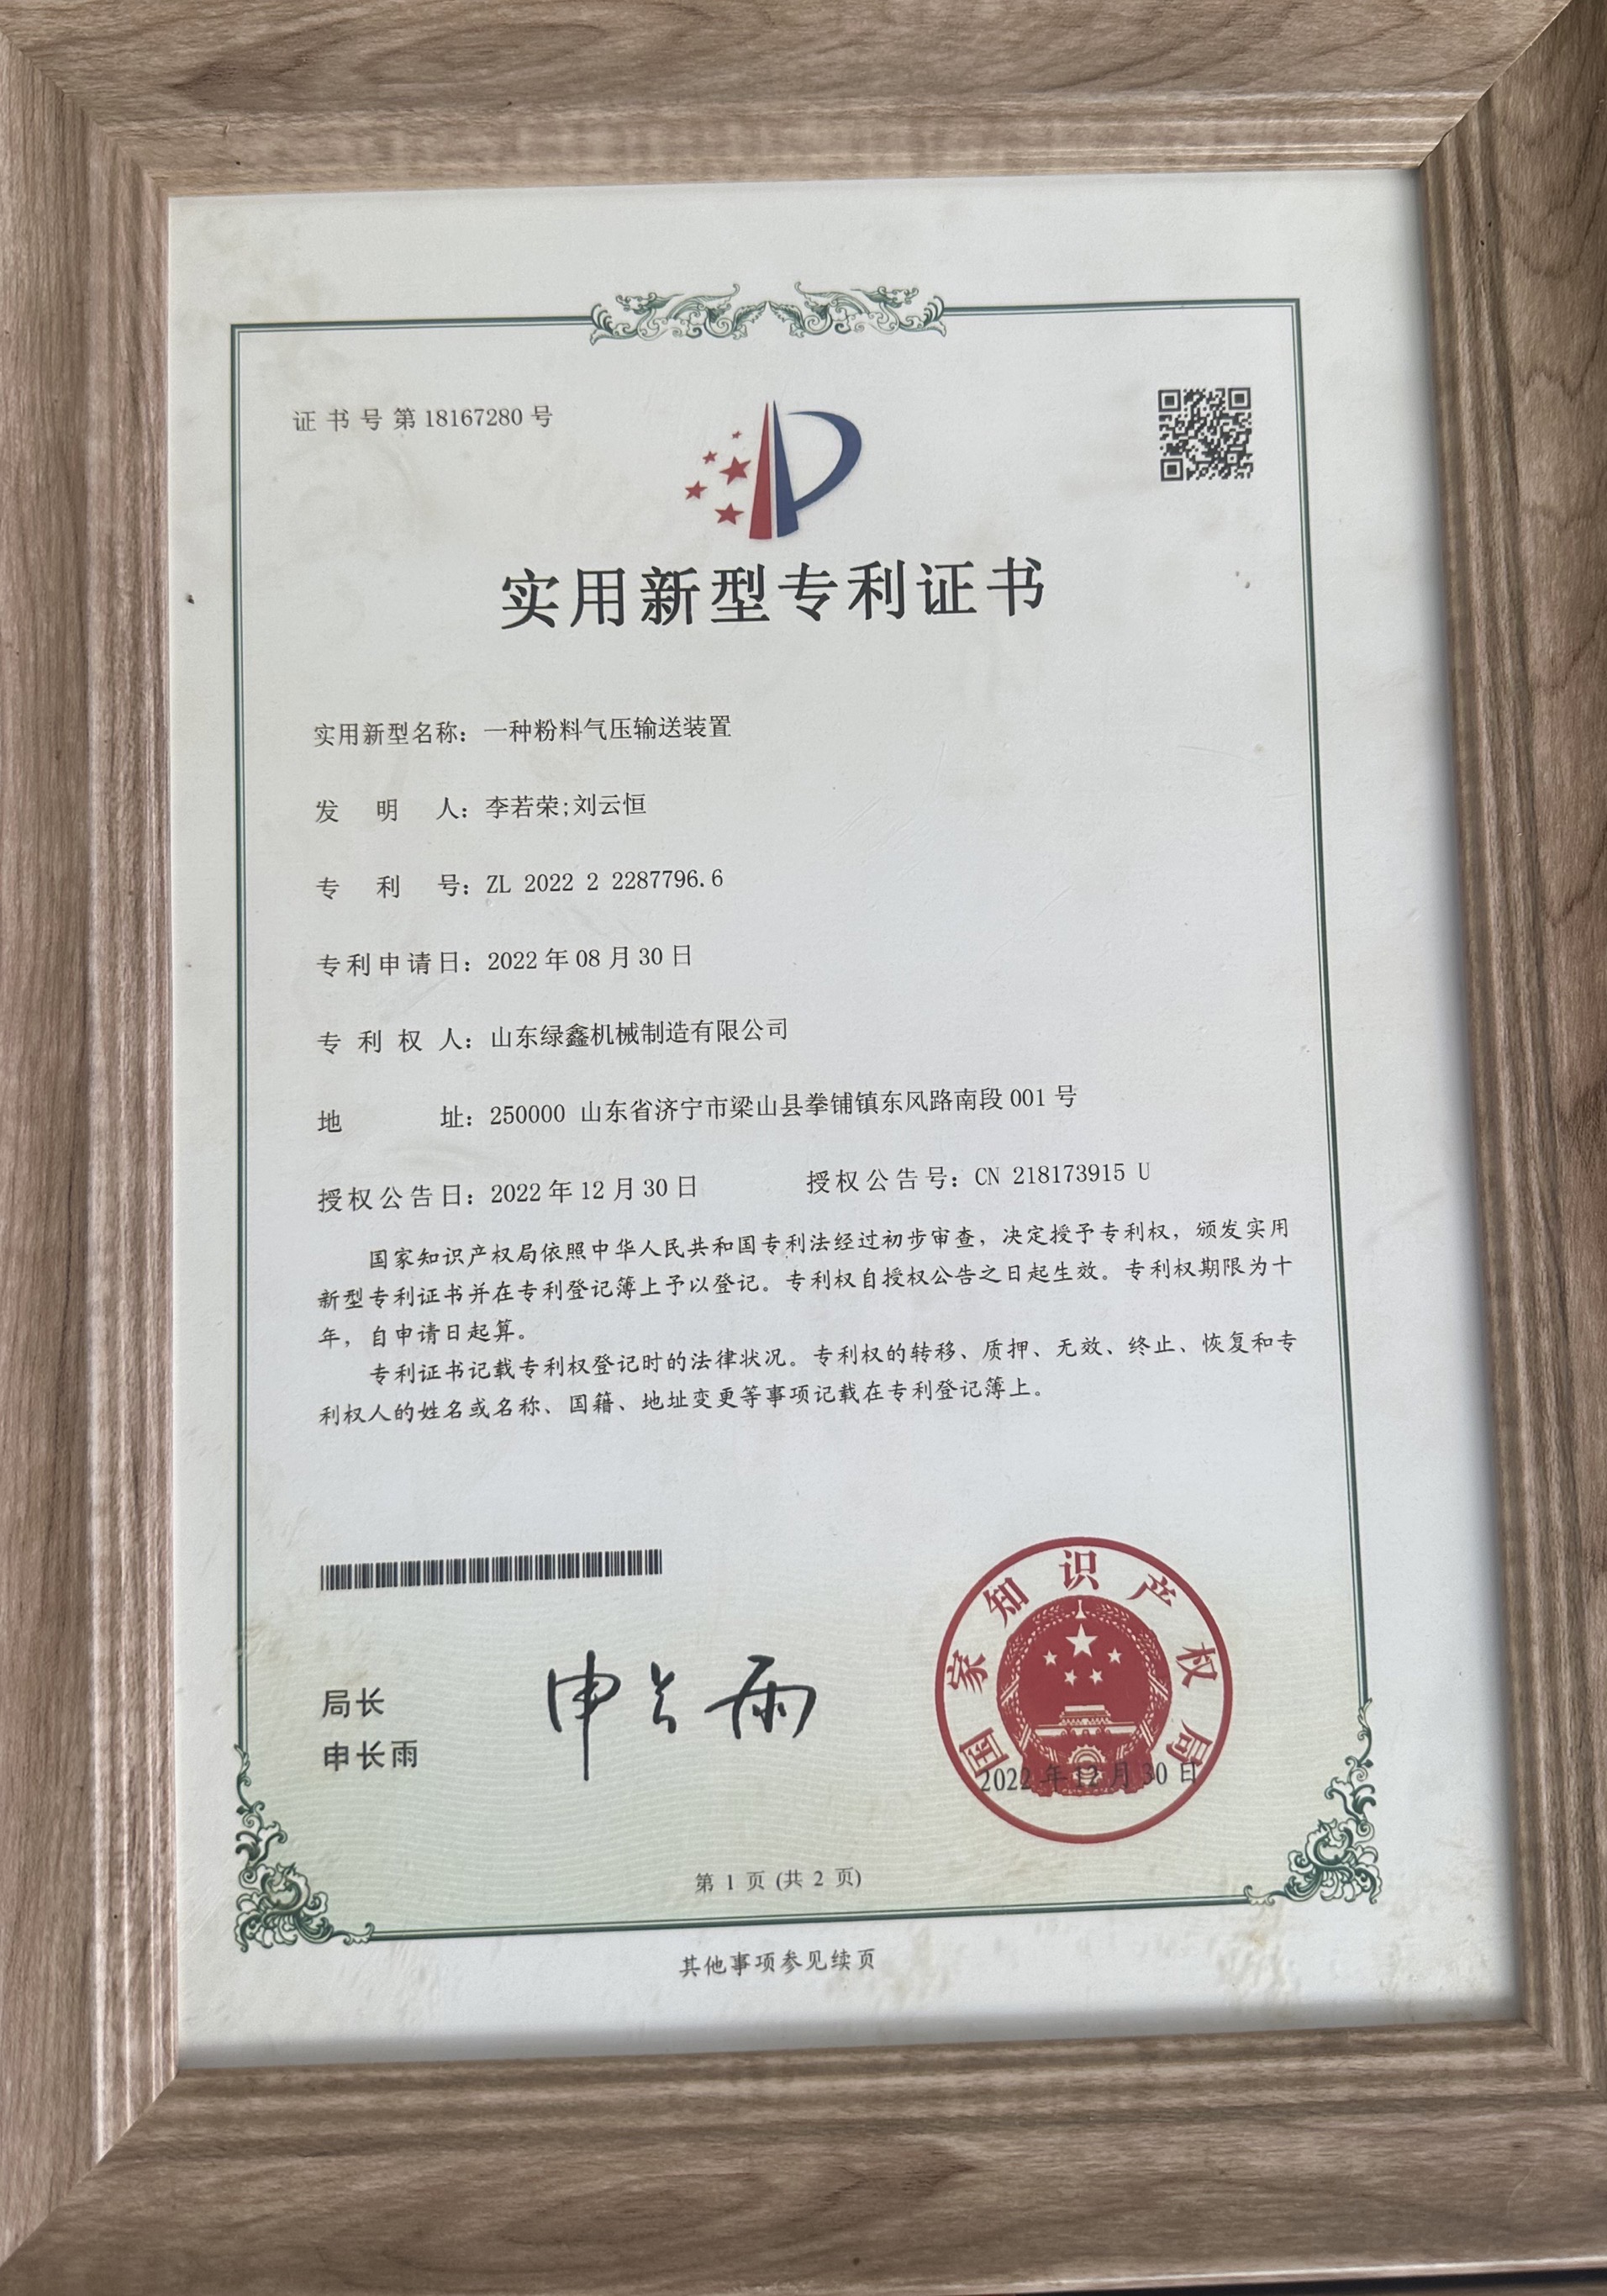 证书号第18167280号
实用新型专利证书
实用新型名称：一种粉料气压输送装置
发明人：李若荣;刘云恒
专利号：ZL 2022 2 2287796.6
专利申请日：2022年08月30日
专利权人：山东绿鑫机械制造有限公司
地址：250000 山东省济宁市梁山县拳铺镇东风路南段001号
授权公告日：2022年12月30日 授权公告号：CN 218173915 U
国家知识产权局依照中华人民共和国专利法经过初步审查，决定授予专利权，颁发实用
新型专利证书并在专利登记簿上予以登记。专利权自授权公告之日起生效。专利权期限为十
年，自申请日起算。
专利证书记载专利权登记时的法律状况。专利权的转移、质押、无效、终止、恢复和专
利权人的姓名或名称、国籍、地址变更等事项记载在专利登记簿上。
局长
申长雨
申长雨
国家知识产权局
2022年12月30日
第 1 页 (共 2 页)
其他事项参见续页